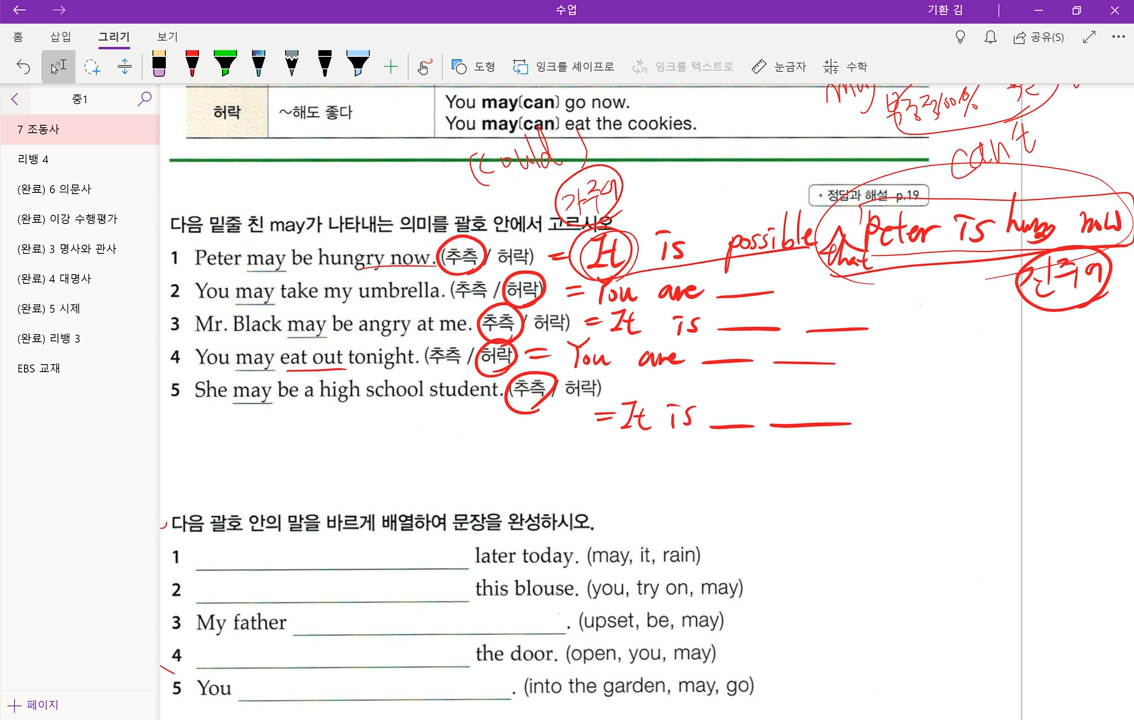 수업
기환 김
홈 삽입 그리기 보기
공유(S)
도형 잉크를 셰이프로 잉크를 텍스트로 눈금자 수학
중1
7 조동사
리뱅 4
(완료) 6 의문사
(완료) 이강 수행평가
(완료) 3 명사와 관사
(완료) 4 대명사
(완료) 5 시제
(완료) 리뱅 3
EBS 교재
페이지
허락 ~해도 좋다 You may(can) go now.
You may(can) eat the cookies.
may
can't
(could)
가주어
• 정답과 해설 p.19
다음 밑줄 친 may가 나타내는 의미를 괄호 안에서 고르시오
1 Peter may be hungry now. (추측 / 허락) = It is possible that Peter is
진주어
2 You may take my umbrella. (추측 / 허락) = You are
3 Mr. Black may be angry at me. (추측 / 허락) = It is
4 You may eat out tonight. (추측 / 허락) = You are
5 She may be a high school student. (추측 / 허락)
= It is
다음 괄호 안의 말을 바르게 배열하여 문장을 완성하시오.
1 later today. (may, it, rain)
2 this blouse. (you, try on, may)
3 My father . (upset, be, may)
4 the door. (open, you, may)
5 You . (into the garden, may, go)